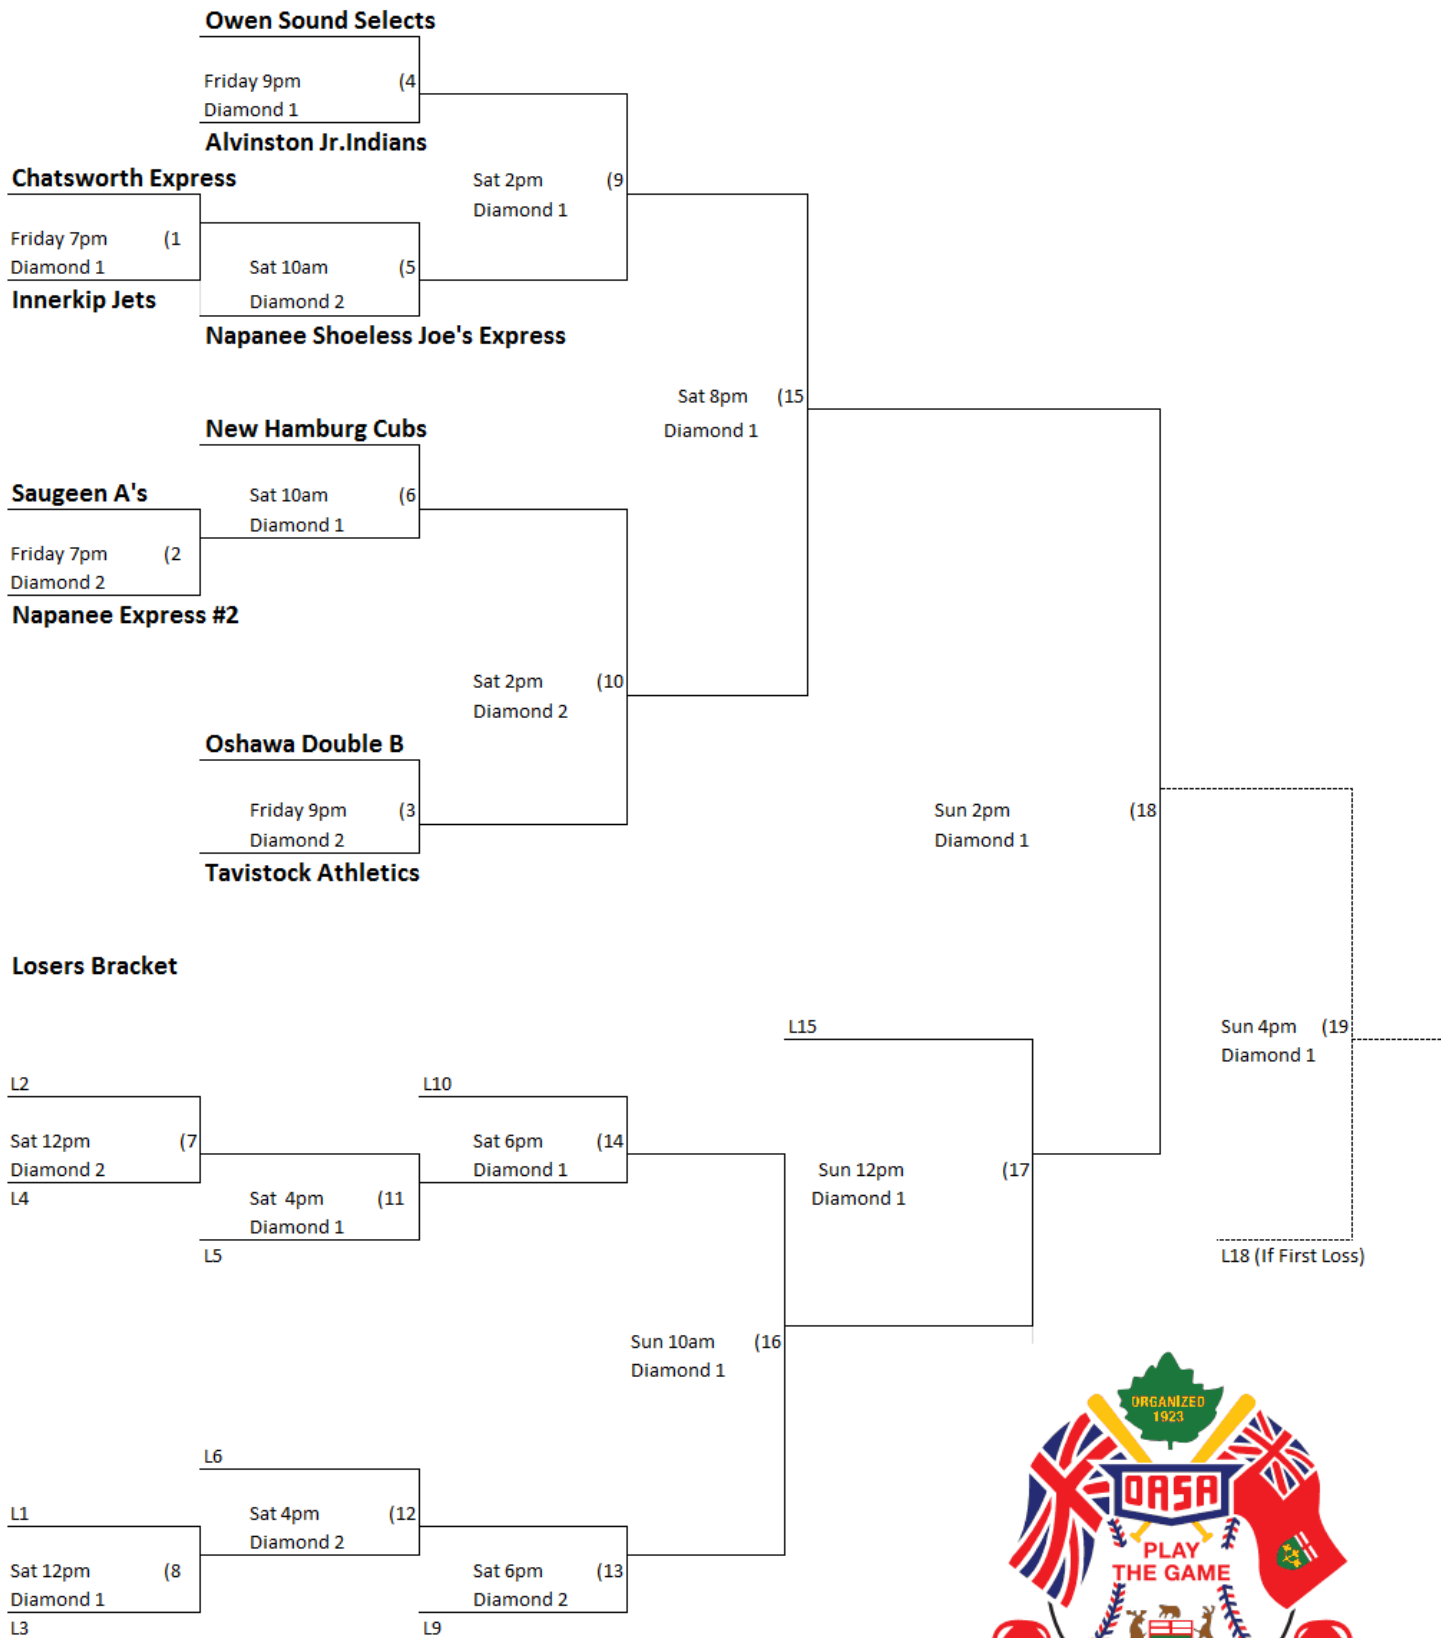 Owen Sound Selects
Friday 9pm (4
Diamond 1
Alvinston Jr.Indians
Chatsworth Express
Sat 2pm (9
Diamond 1
Friday 7pm (1
Diamond 1
Sat 10am (5
Innerkip Jets
Diamond 2
Napanee Shoeless Joe's Express
Sat 8pm (15
Diamond 1
New Hamburg Cubs
Saugeen A's
Sat 10am (6
Diamond 1
Friday 7pm (2
Diamond 2
Napanee Express #2
Sat 2pm (10
Diamond 2
Oshawa Double B
Friday 9pm (3
Diamond 2
Tavistock Athletics
Sun 2pm (18
Diamond 1
Losers Bracket
L15
Sun 4pm (19
Diamond 1
L2
L10
Sat 12pm (7
Diamond 2
L4
Sat 6pm (14
Diamond 1
Sun 12pm (17
Diamond 1
Sat 4pm (11
Diamond 1
L5
L18 (If First Loss)
Sun 10am (16
Diamond 1
L6
L1
Sat 4pm (12
Diamond 2
Sat 12pm (8
Diamond 1
L3
Sat 6pm (13
Diamond 2
L9
ORGANIZED
1923
OASA
PLAY
THE GAME